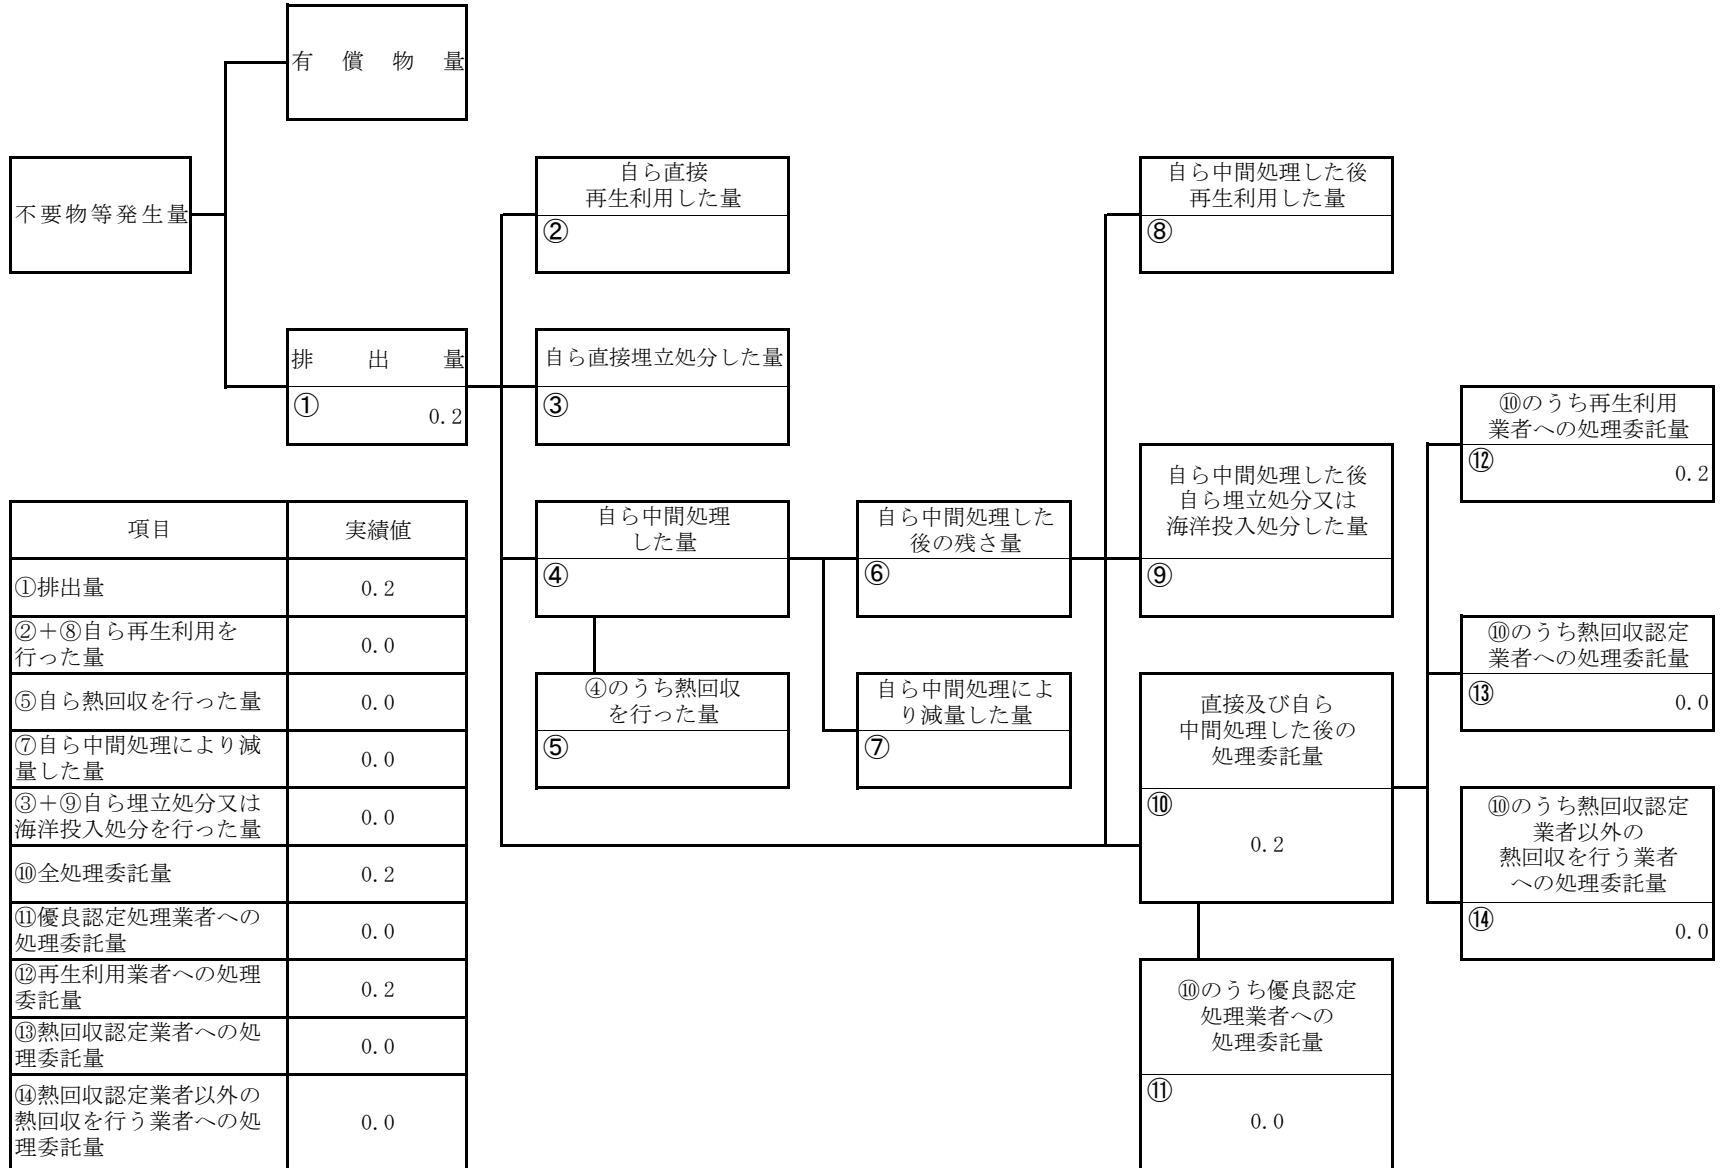 有償物量
不要物等発生量
排出量
①
0.2
自ら直接
再生利用した量
②
自ら直接埋立処分した量
③
自ら中間処理
した量
④
④のうち熱回収
を行った量
⑤
自ら中間処理した
後の残さ量
⑥
自ら中間処理によ
り減量した量
⑦
自ら中間処理した後
再生利用した量
⑧
自ら中間処理した後
自ら埋立処分又は
海洋投入処分した量
⑨
直接及び自ら
中間処理した後の
処理委託量
⑩
0.2
⑩のうち優良認定
処理業者への
処理委託量
⑪
0.0
⑩のうち再生利用
業者への処理委託量
⑫
0.2
⑩のうち熱回収認定
業者への処理委託量
⑬
0.0
⑩のうち熱回収認定
業者以外の
熱回収を行う業者
への処理委託量
⑭
0.0
項目 実績値
①排出量 0.2
②＋⑧自ら再生利用を
行った量 0.0
⑤自ら熱回収を行った量 0.0
⑦自ら中間処理により減
量した量 0.0
③＋⑨自ら埋立処分又は
海洋投入処分を行った量 0.0
⑩全処理委託量 0.2
⑪優良認定処理業者への
処理委託量 0.0
⑫再生利用業者への処理
委託量 0.2
⑬熱回収認定業者への処
理委託量 0.0
⑭熱回収認定業者以外の
熱回収を行う業者への処
理委託量 0.0